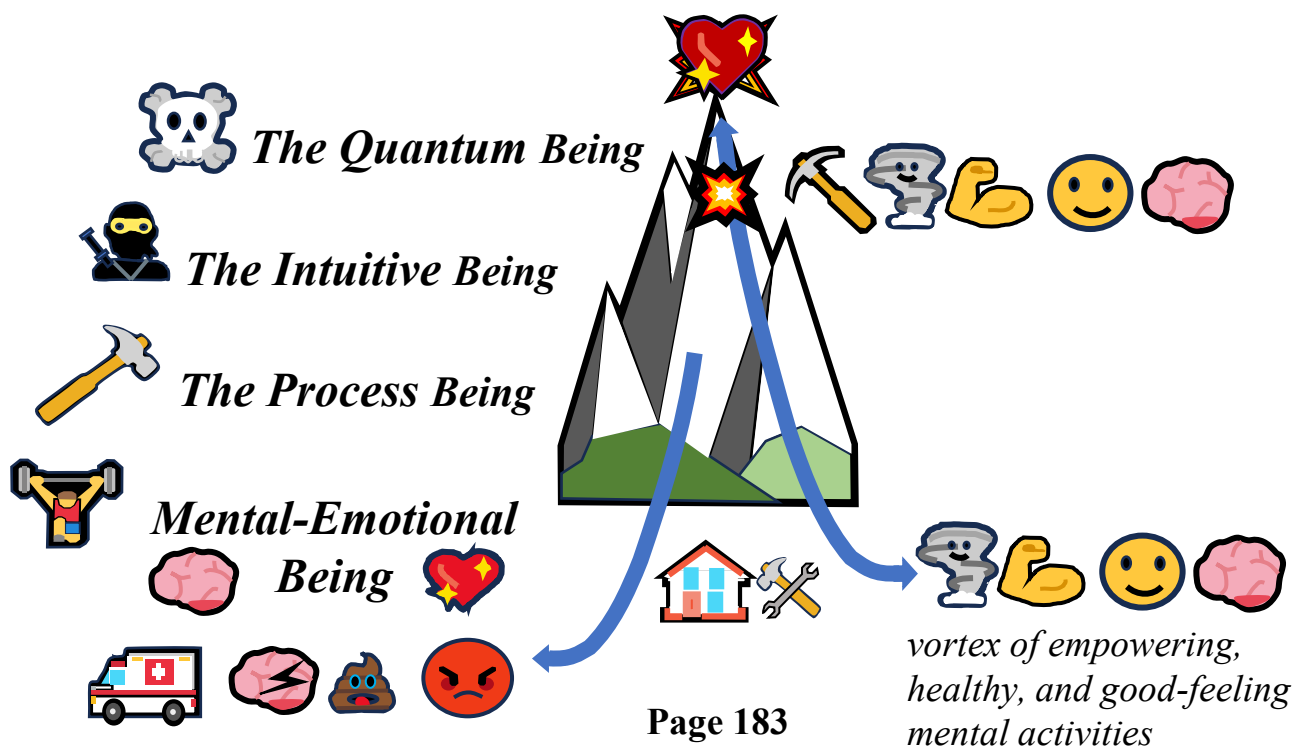 The Quantum Being
The Intuitive Being
The Process Being
Mental-Emotional
Being
vortex of empowering,
healthy, and good-feeling
mental activities
Page 183